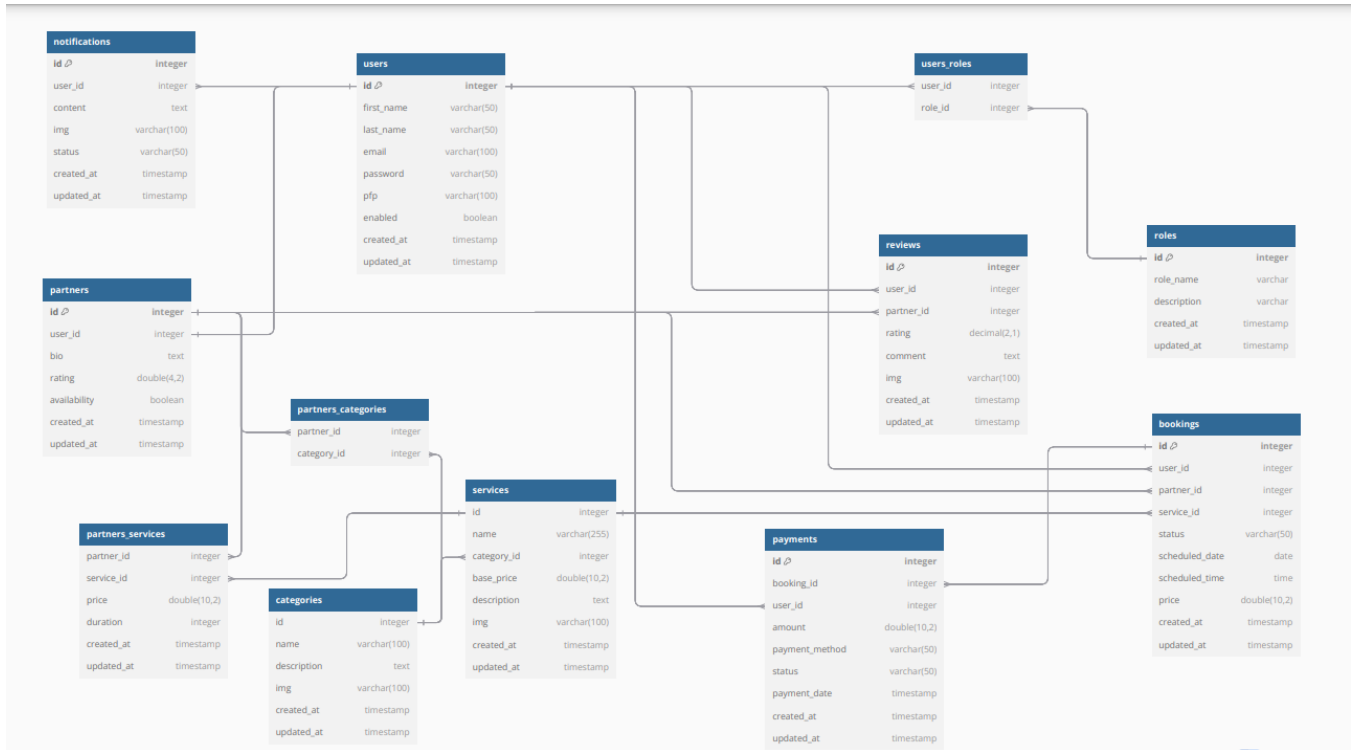 notifications
id integer
user_id integer
content text
img varchar(100)
status varchar(50)
created_at timestamp
updated_at timestamp
users
id integer
first_name varchar(50)
last_name varchar(50)
email varchar(100)
password varchar(50)
pfp varchar(100)
enabled boolean
created_at timestamp
updated_at timestamp
users_roles
user_id integer
role_id integer
roles
id integer
role_name varchar
description varchar
created_at timestamp
updated_at timestamp
reviews
id integer
user_id integer
partner_id integer
rating decimal(2,1)
comment text
img varchar(100)
created_at timestamp
updated_at timestamp
partners
id integer
user_id integer
bio text
rating double(4,2)
availability boolean
created_at timestamp
updated_at timestamp
partners_categories
partner_id integer
category_id integer
bookings
id integer
user_id integer
partner_id integer
service_id integer
status varchar(50)
scheduled_date date
scheduled_time time
price double(10,2)
created_at timestamp
updated_at timestamp
services
id integer
name varchar(255)
category_id integer
base_price double(10,2)
description text
img varchar(100)
created_at timestamp
updated_at timestamp
partners_services
partner_id integer
service_id integer
price double(10,2)
duration integer
created_at timestamp
updated_at timestamp
payments
id integer
booking_id integer
user_id integer
amount double(10,2)
payment_method varchar(50)
status varchar(50)
payment_date timestamp
created_at timestamp
updated_at timestamp
categories
id integer
name varchar(100)
description text
img varchar(100)
created_at timestamp
updated_at timestamp